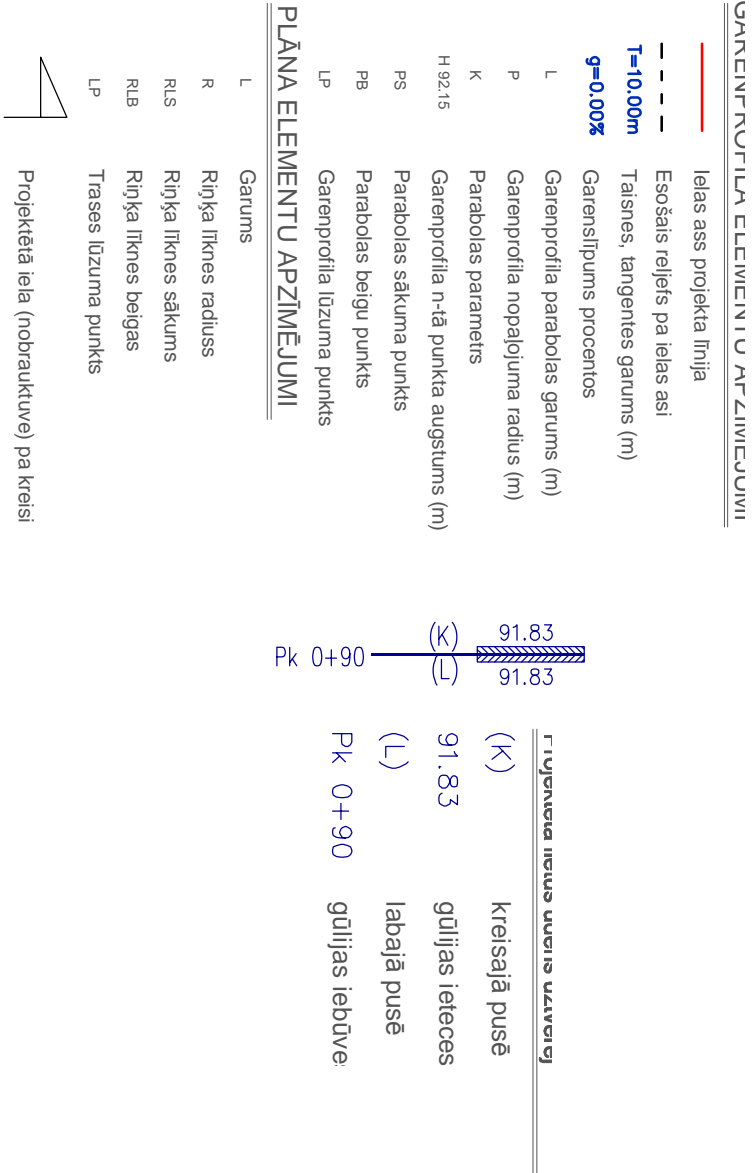 GARENPROFILA ELEMENTU APZĪMĒJUMI
Ielas ass projekta līnija
Esošais reljefs pa ielas asi
T=10.00m Taisnes, tangentes garums (m)
g=0.00% Garenslīpums procentos
L Garenprofila parabolas garums (m)
P Garenprofila nopaļojuma radius (m)
K Parabolas parametrs
H 92.15 Garenprofila n-tā punkta augstums (m)
PS Parabolas sākuma punkts
PB Parabolas beigu punkts
LP Garenprofila lūzuma punkts
PLĀNA ELEMENTU APZĪMĒJUMI
L Garums
R Riņķa līknes radiuss
RLS Riņķa līknes sākums
RLB Riņķa līknes beigas
LP Trases lūzuma punkts
Projektētā iela (nobrauktuve) pa kreisi
91.83
91.83
(K)
(L)
Pk 0+90
Projektētā lietus ūdens
(K) kreisajā pusē
91.83 gūlijas ieteces
(L) labajā pusē
Pk 0+90 gūlijas iebūve